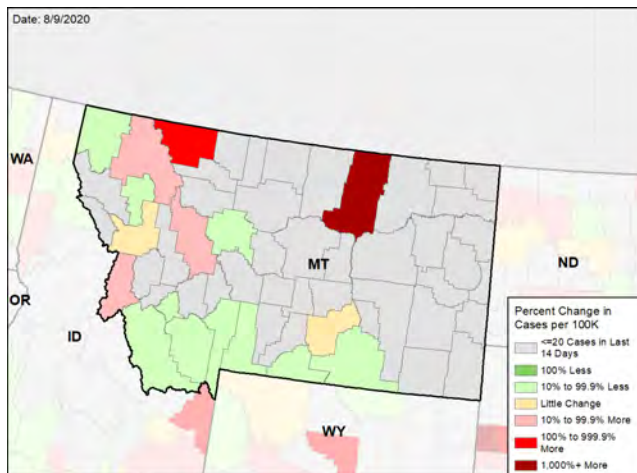 Date: 8/9/2020
WA
MT
ND
OR
ID
WY
Percent Change in
Cases per 100K
<=20 Cases in Last
14 Days
100% Less
10% to 99.9% Less
Little Change
10% to 99.9% More
100% to 999.9%
More
1,000%+ More